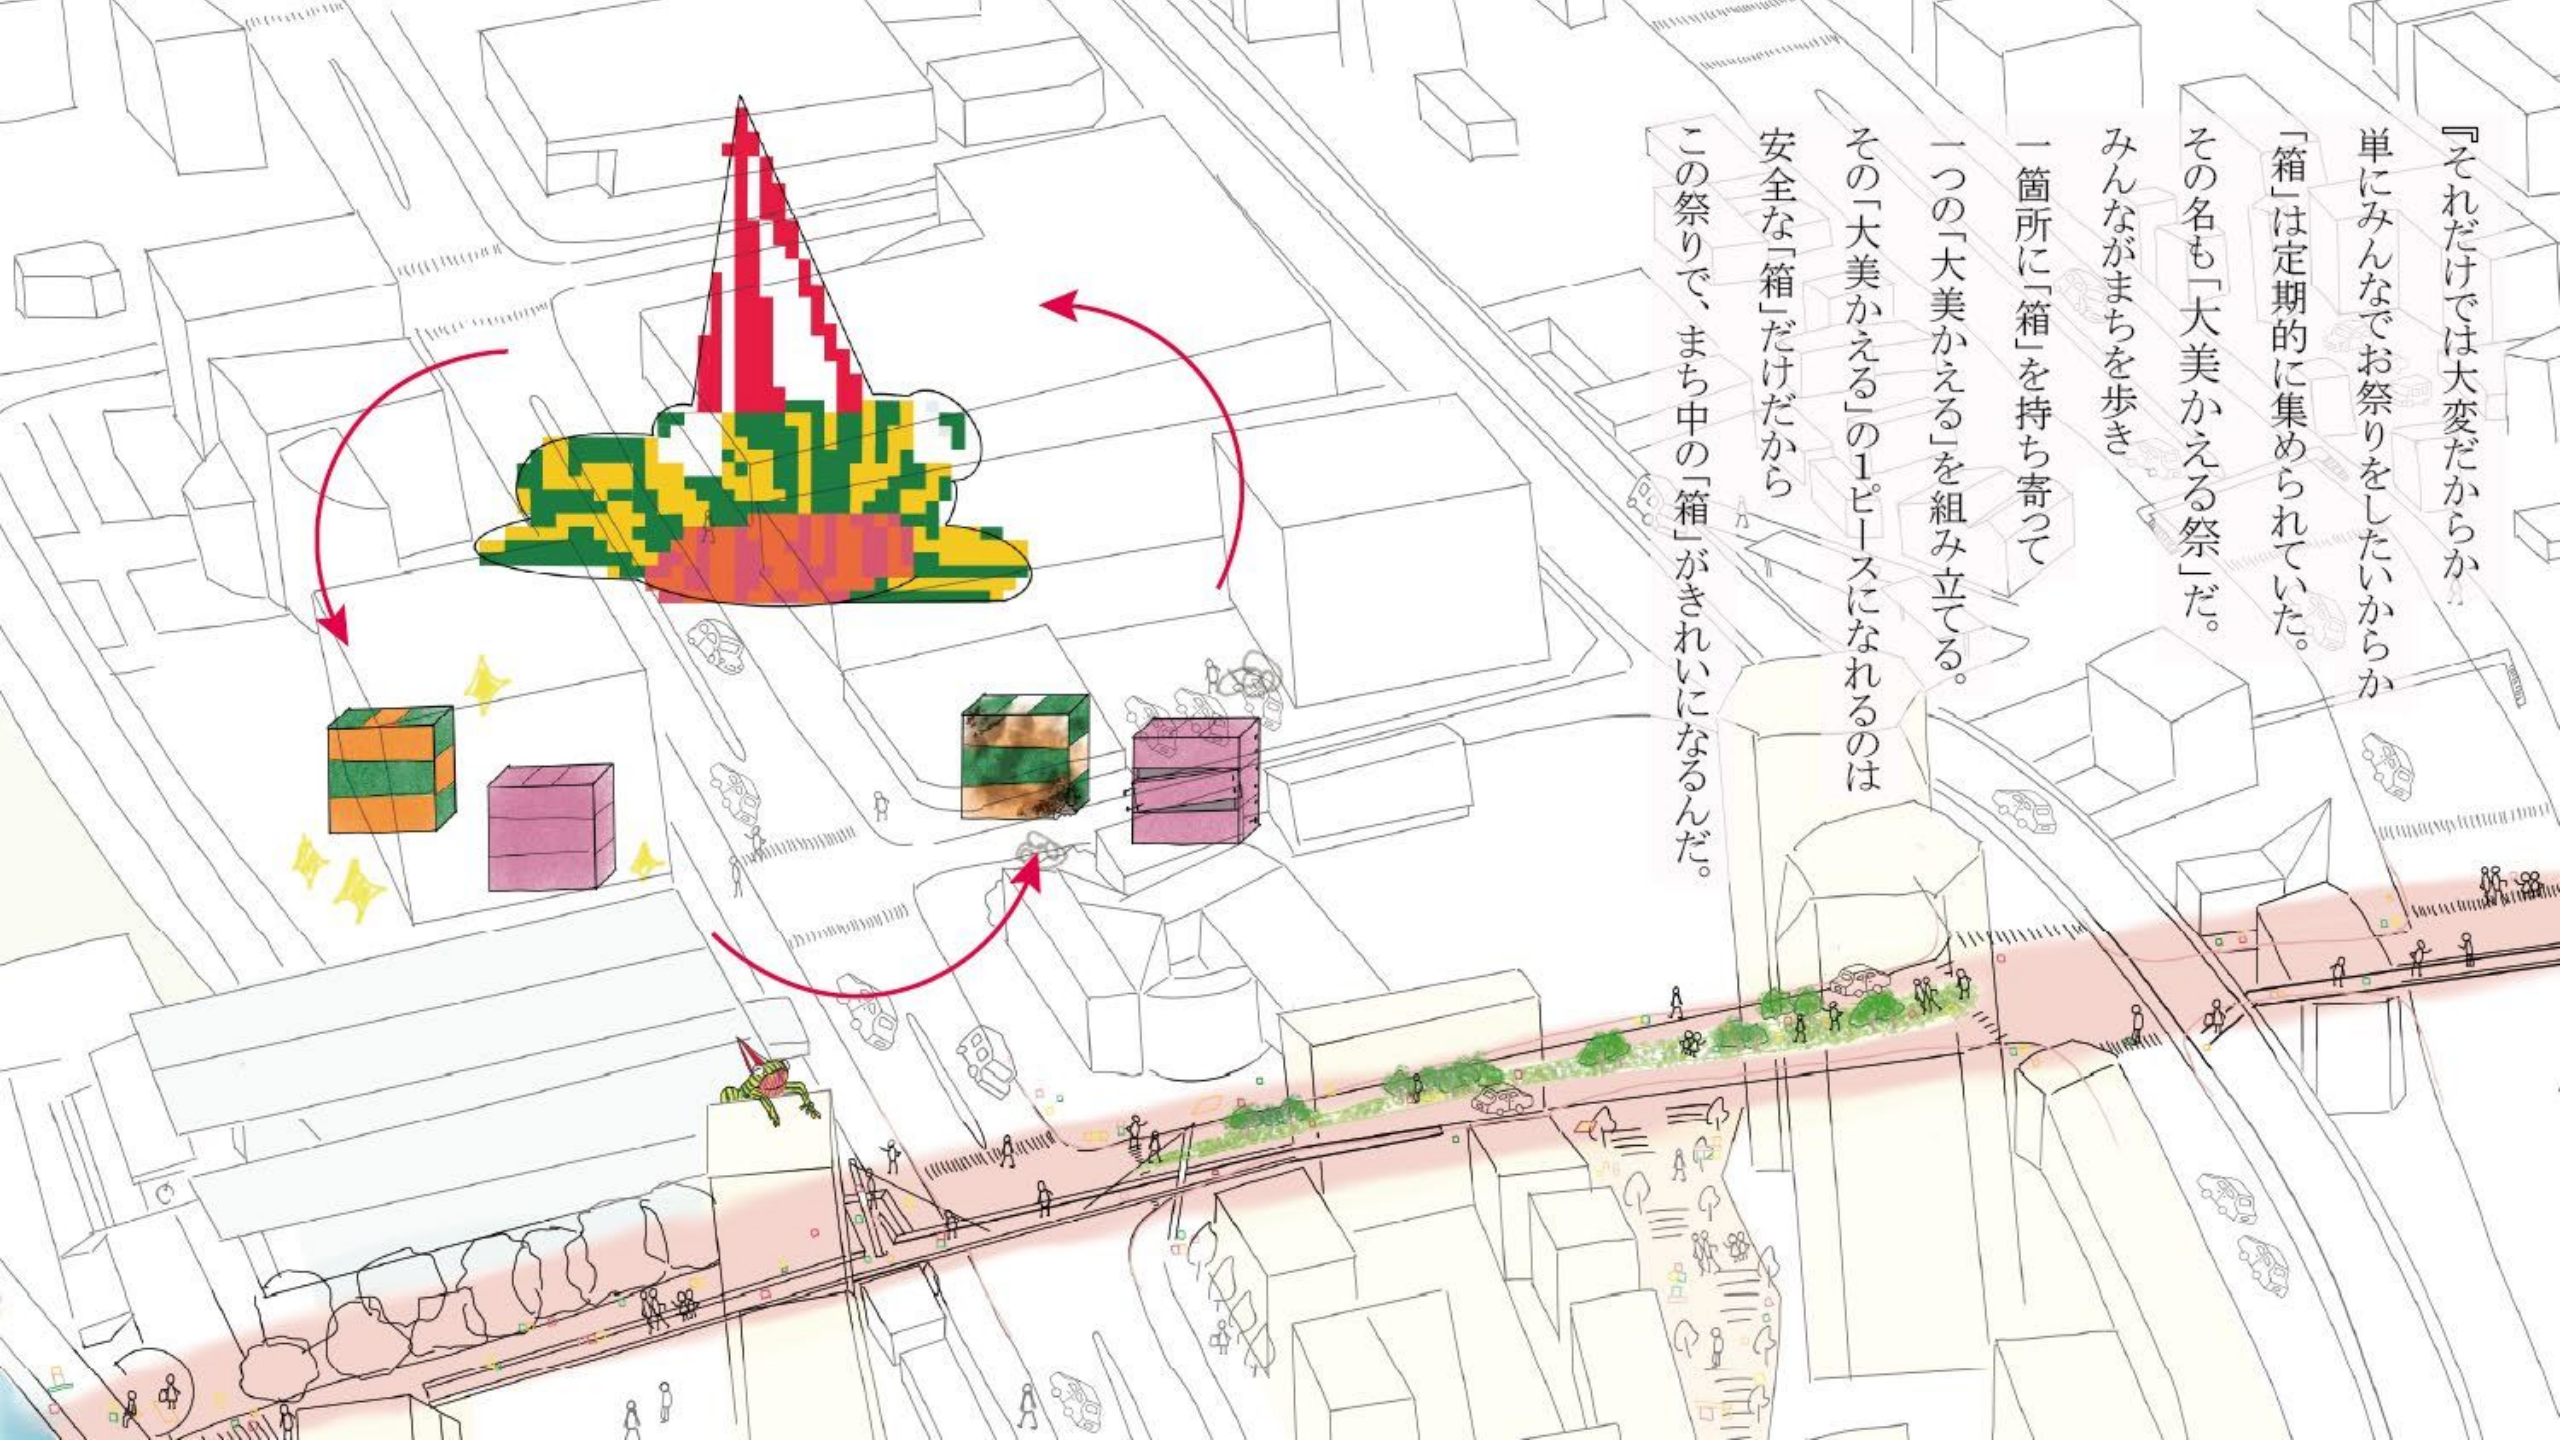 『それだけでは大変だからか
単にみんなでお祭りをしたいからか
「箱」は定期的に集められていた。
その名も「大美かえる祭」だ。
みんながまちを歩き
一箇所に「箱」を持ち寄って
一つの「大美かえる」を組み立てる。
その「大美かえる」の1ピースになれるのは
安全な「箱」だけだから
この祭りで、まち中の「箱」がきれいになるんだ。